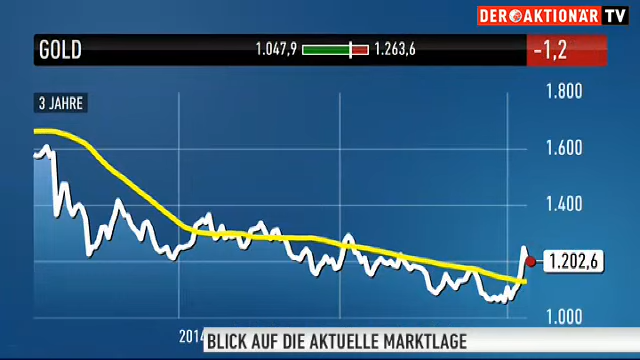 DER AKTIONÄR TV
GOLD 1.047,9 1.263,6 -1,2
3 JAHRE
1.800
1.600
1.400
1.202,6
1.000
2014
BLICK AUF DIE AKTUELLE MARKTLAGE